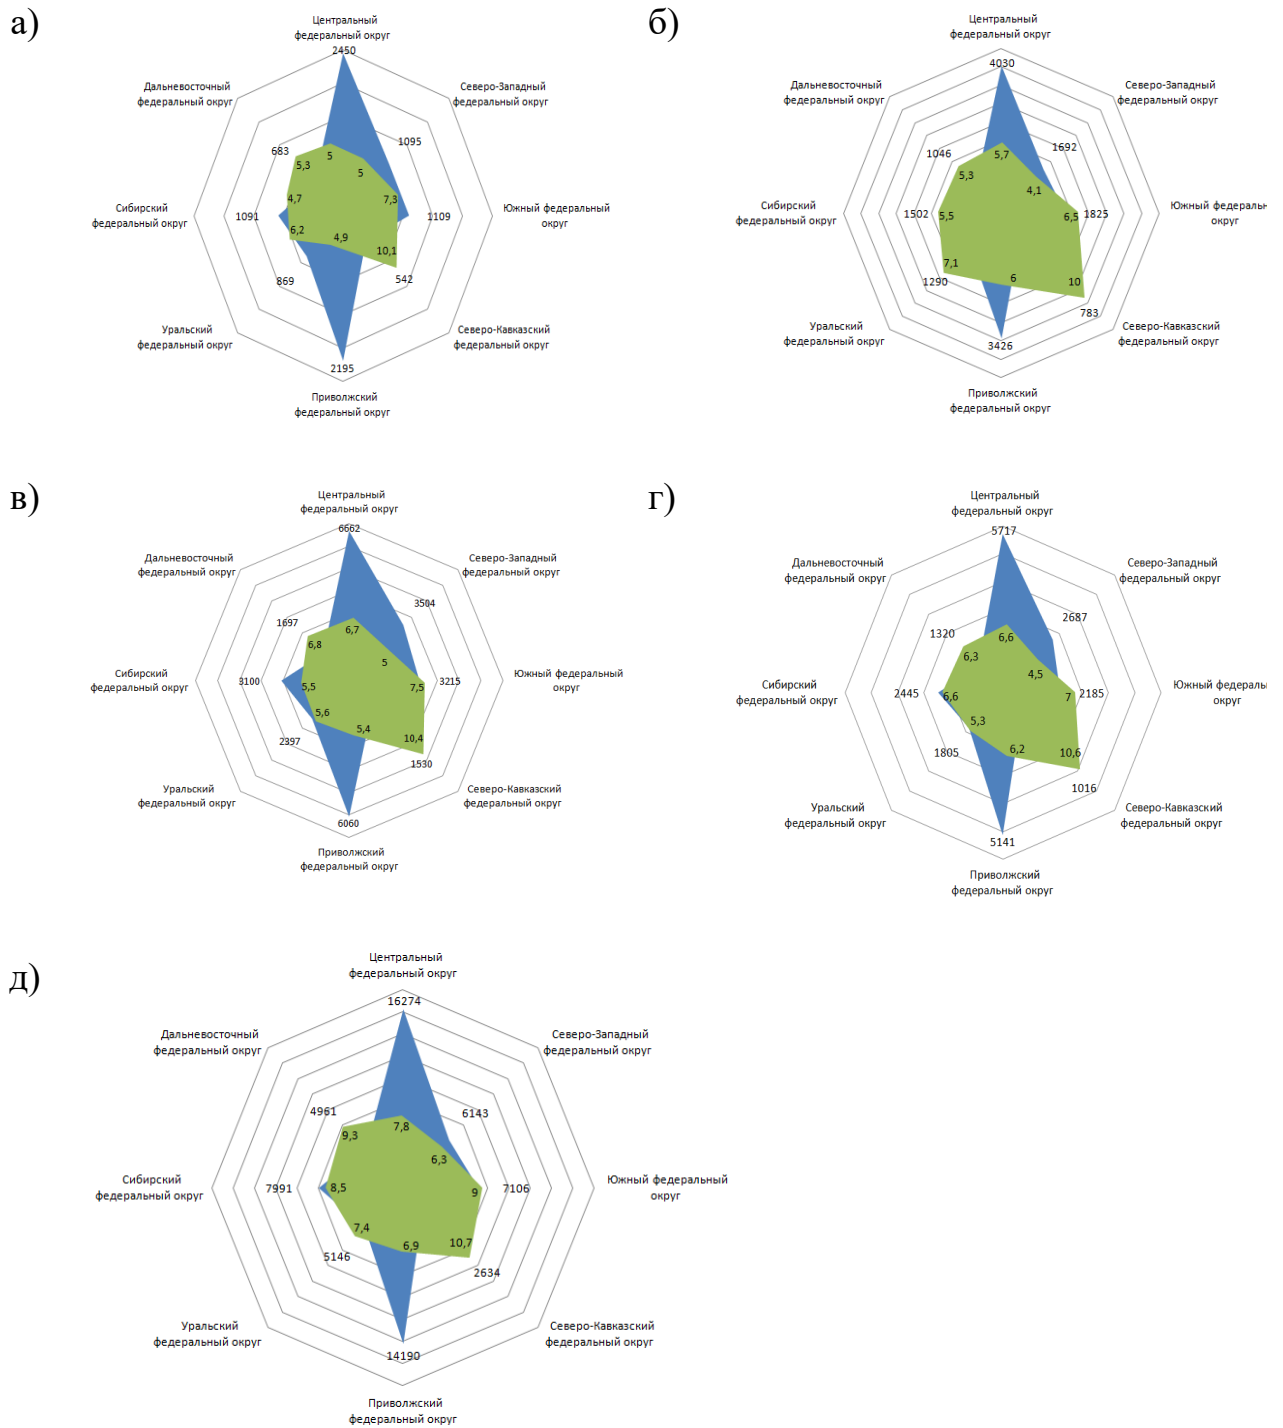 а)
Центральный
федеральный округ
2450
Северо-Западный
федеральный округ
1095
5
Южный федеральный
округ
1109
7,3
Северо-Кавказский
федеральный округ
542
10,1
Приволжский
федеральный округ
2195
4,9
Уральский
федеральный округ
869
6,2
Сибирский
федеральный округ
1091
4,7
Дальневосточный
федеральный округ
683
5,3
5
б)
Центральный
федеральный округ
4030
5,7
Северо-Западный
федеральный округ
1692
4,1
Южный федералы
округ
1825
6,5
Северо-Кавказский
федеральный округ
783
10
Приволжский
федеральный округ
3426
6
Уральский
федеральный округ
1290
7,1
Сибирский
федеральный округ
1502
5,5
Дальневосточный
федеральный округ
1046
5,3
в)
Центральный
федеральный округ
6662
6,7
Северо-Западный
федеральный округ
3504
5
Южный федеральный
округ
3215
7,5
Северо-Кавказский
федеральный округ
1530
10,4
Приволжский
федеральный округ
6060
5,4
Уральский
федеральный округ
2397
5,6
Сибирский
федеральный округ
3100
5,5
Дальневосточный
федеральный округ
1697
6,8
г)
Центральный
федеральный округ
5717
6,6
Северо-Западный
федеральный округ
2687
4,5
Южный федералы
округ
2185
7
Северо-Кавказский
федеральный округ
1016
10,6
Приволжский
федеральный округ
5141
6,2
Уральский
федеральный округ
1805
5,3
Сибирский
федеральный округ
2445
6,6
Дальневосточный
федеральный округ
1320
6,3
д)
Центральный
федеральный округ
16274
7,8
Северо-Западный
федеральный округ
6143
6,3
Южный федеральный
округ
7106
9
Северо-Кавказский
федеральный округ
2634
10,7
Приволжский
федеральный округ
14190
6,9
Уральский
федеральный округ
5146
7,4
Сибирский
федеральный округ
7991
8,5
Дальневосточный
федеральный округ
4961
9,3